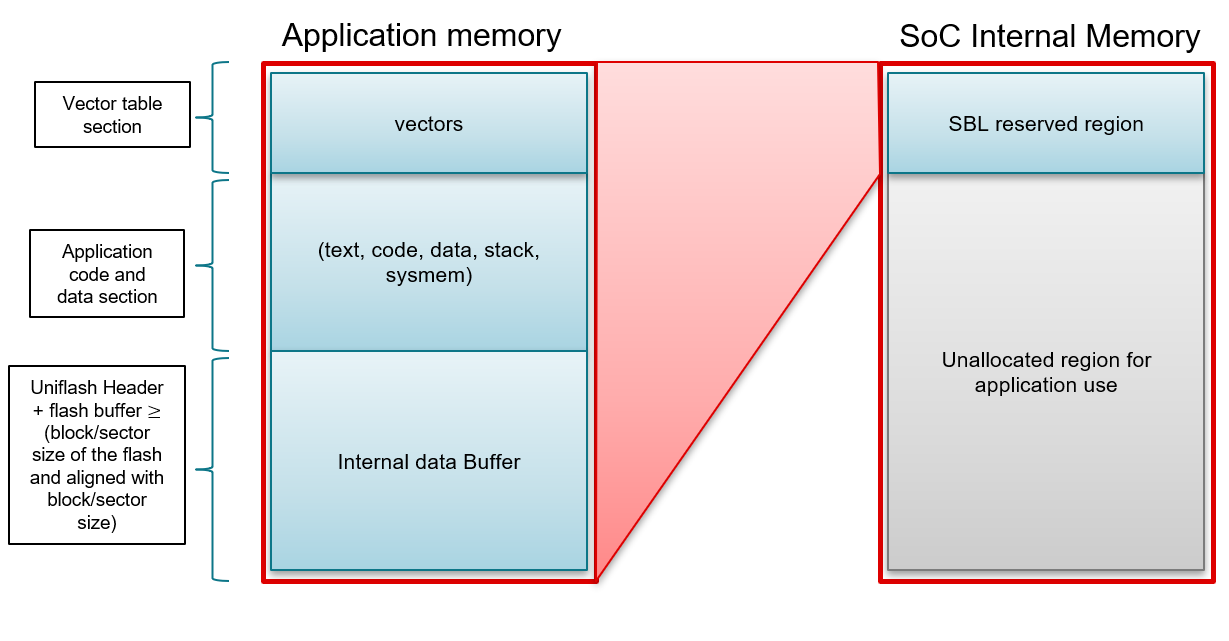 Application memory
SoC Internal Memory
Vector table
section
vectors
SBL reserved region
Application
code and
data section
(text, code, data, stack,
sysmem)
Unallocated region for
application use
Uniflash Header
+ flash buffer ≥
(block/sector
size of the flash
and aligned with
block/sector
size)
Internal data Buffer